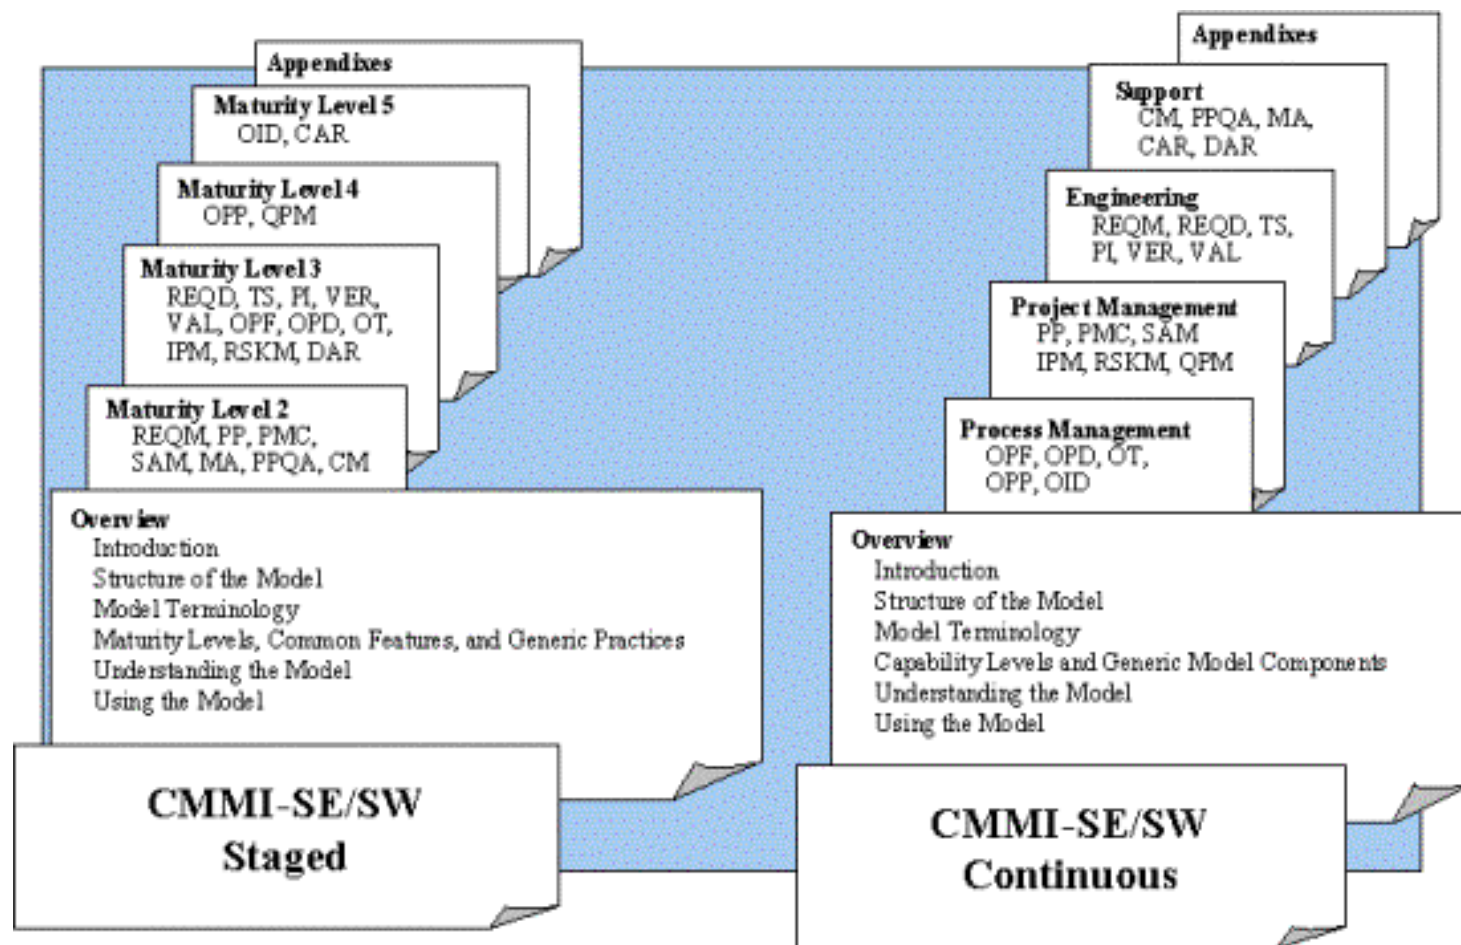 Appendixes
Maturity Level 5
OID, CAR
Maturity Level 4
OPP, QPM
Maturity Level 3
REQD, TS, PI, VER,
VAL, OPF, OPD, OT,
IPM, RSKM, DAR
Maturity Level 2
REQM, PP, PMC,
SAM, MA, PPQA, CM
Overview
Introduction
Structure of the Model
Model Terminology
Maturity Levels, Common Features, and Generic Practices
Understanding the Model
Using the Model
CMMI-SE/SW
Staged
Appendixes
Support
CM, PPQA, MA,
CAR, DAR
Engineering
REQM, REQD, TS,
PI, VER, VAL
Project Management
PP, PMC, SAM
IPM, RSKM, QPM
Process Management
OPF, OPD, OT,
OPP, OID
Overview
Introduction
Structure of the Model
Model Terminology
Capability Levels and Generic Model Components
Understanding the Model
Using the Model
CMMI-SE/SW
Continuous